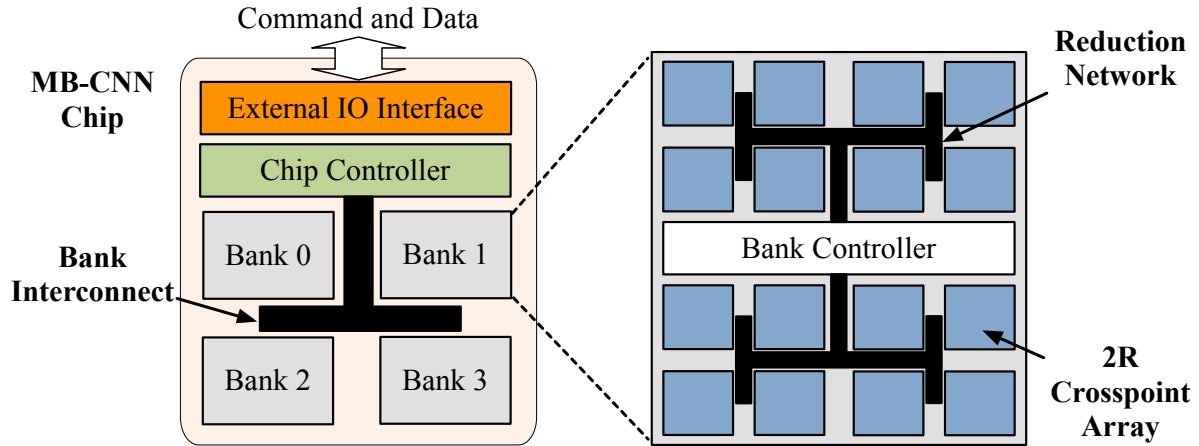 Command and Data
MB-CNN
Chip
External IO Interface
Chip Controller
Bank 0
Bank 1
Bank
Interconnect
Bank 2
Bank 3
Reduction
Network
Bank Controller
2R
Crosspoint
Array